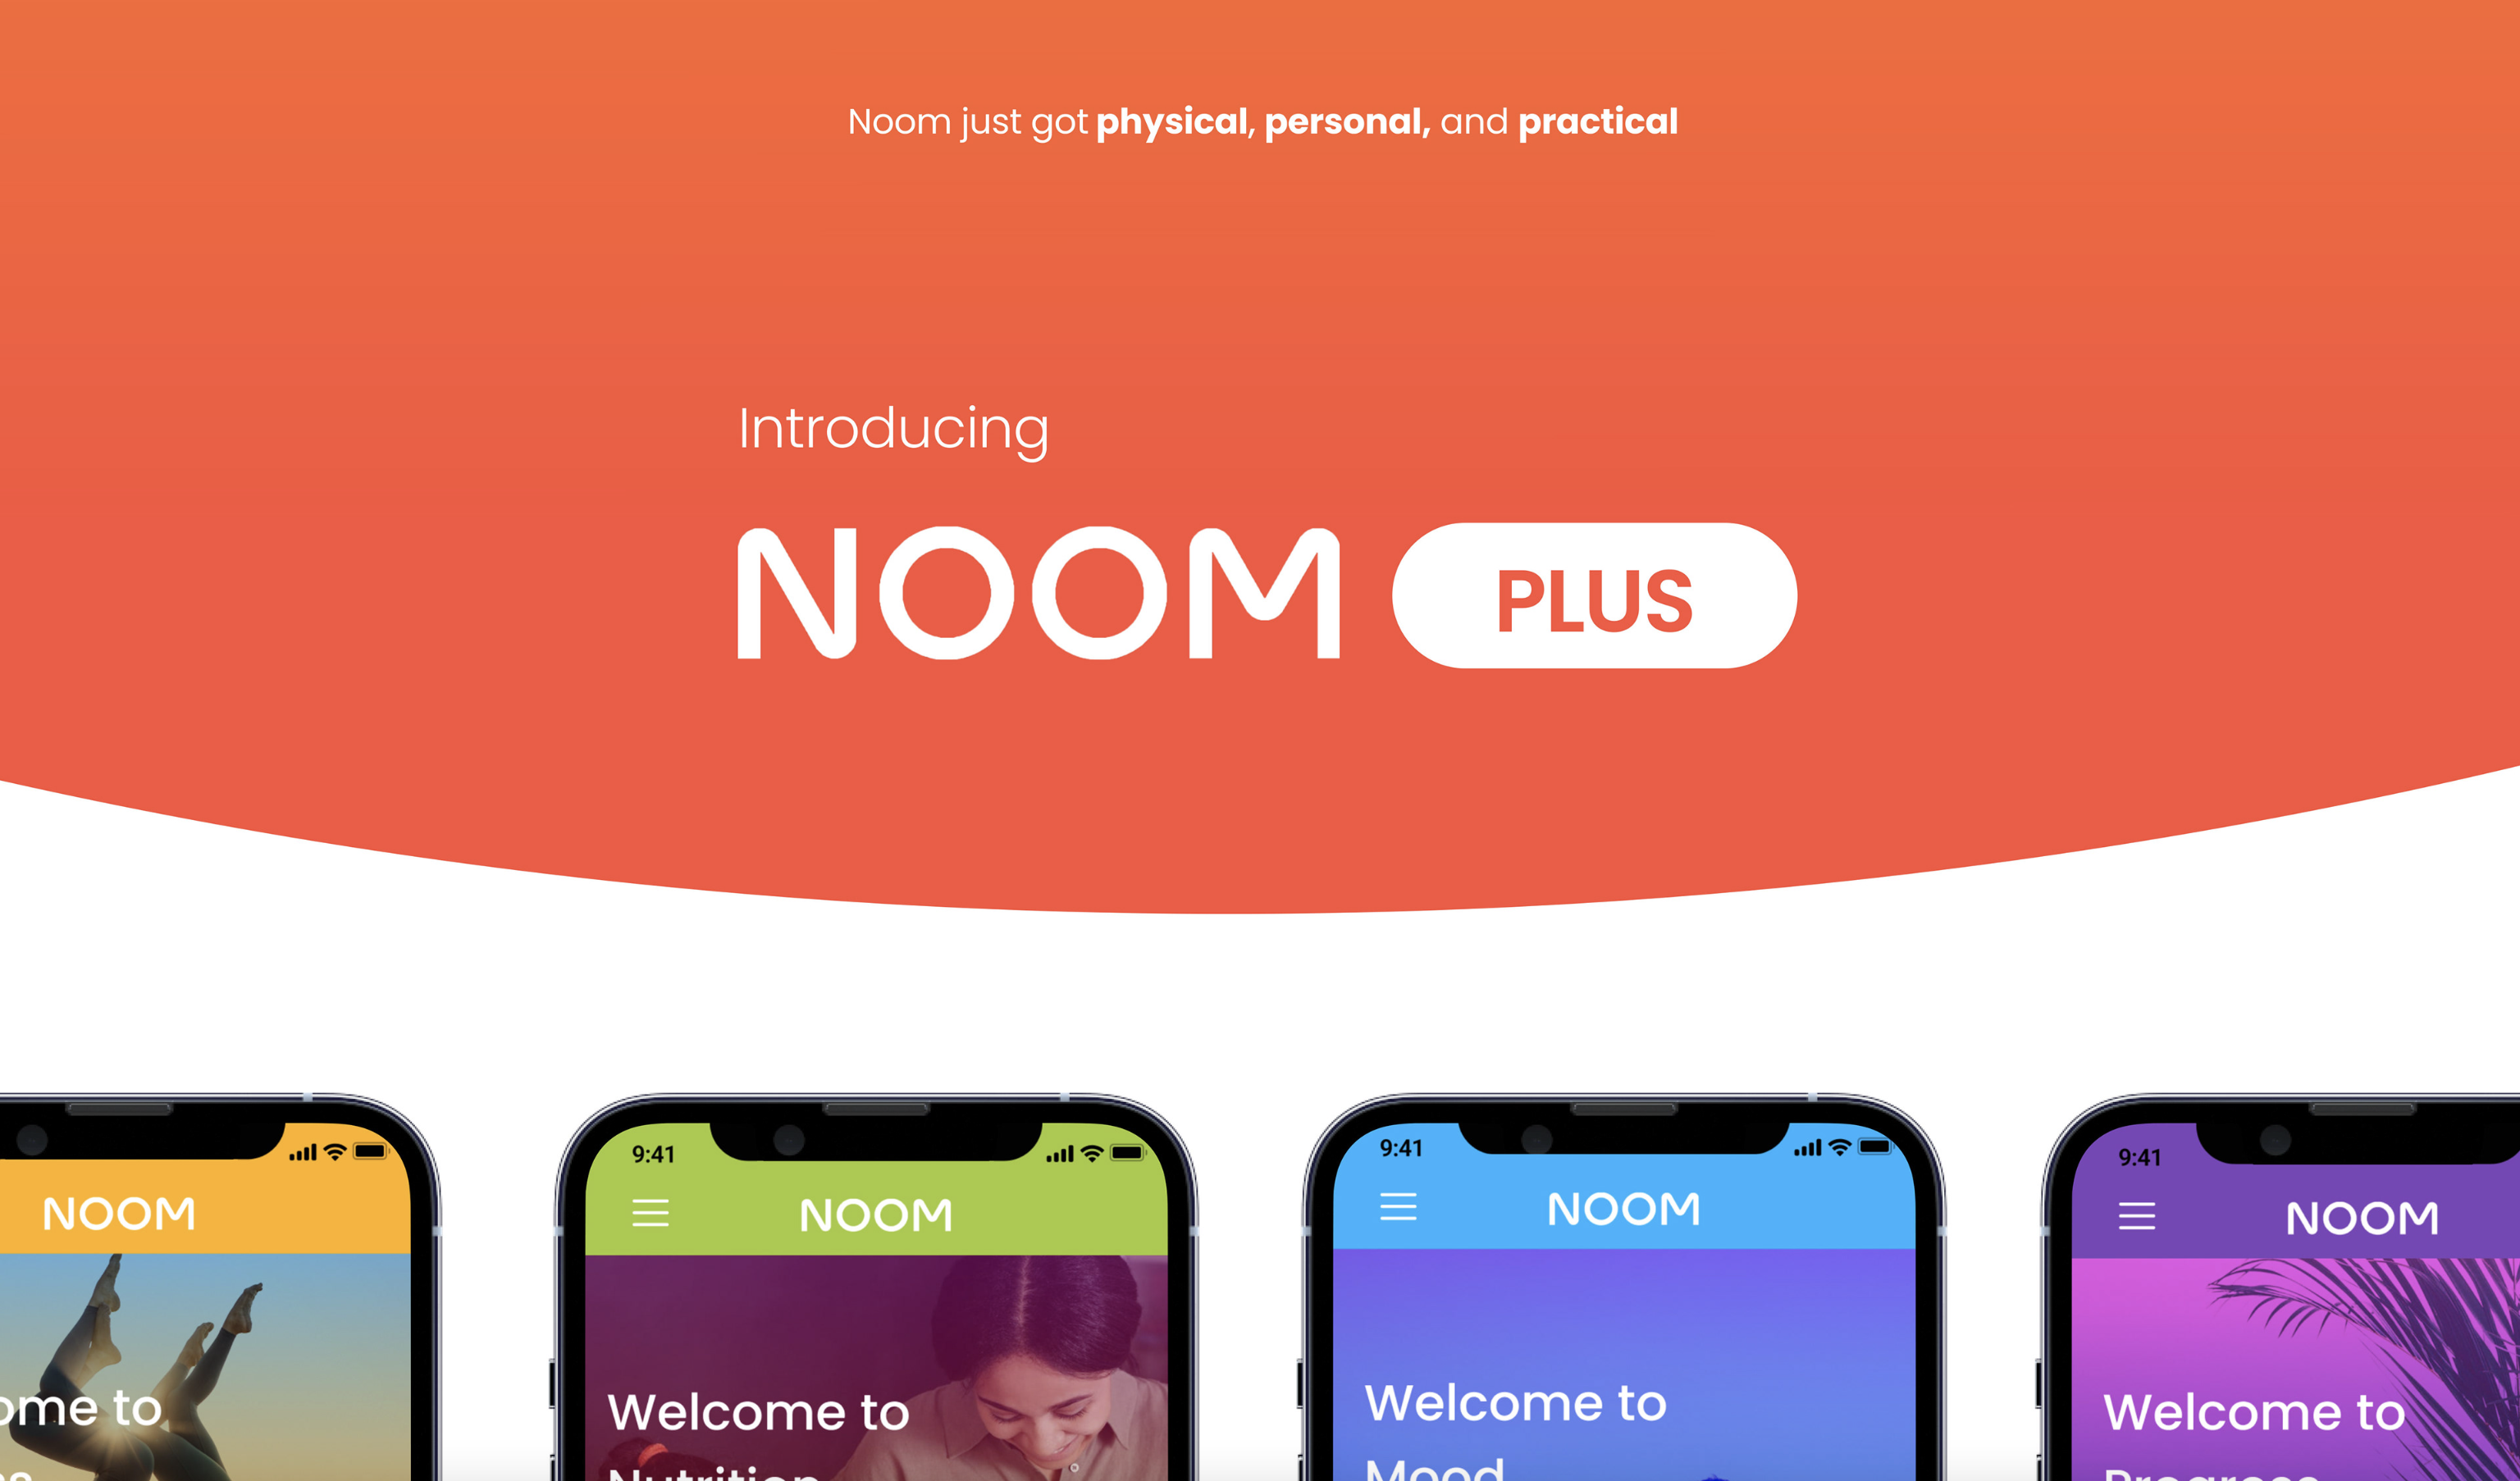 Noom just got physical, personal, and practical
Introducing
NOOM PLUS
NOOM
ome to
9:41
NOOM
Welcome to
Nutrition
9:41
NOOM
Welcome to
Mood
9:41
NOOM
Welcome to
Progress